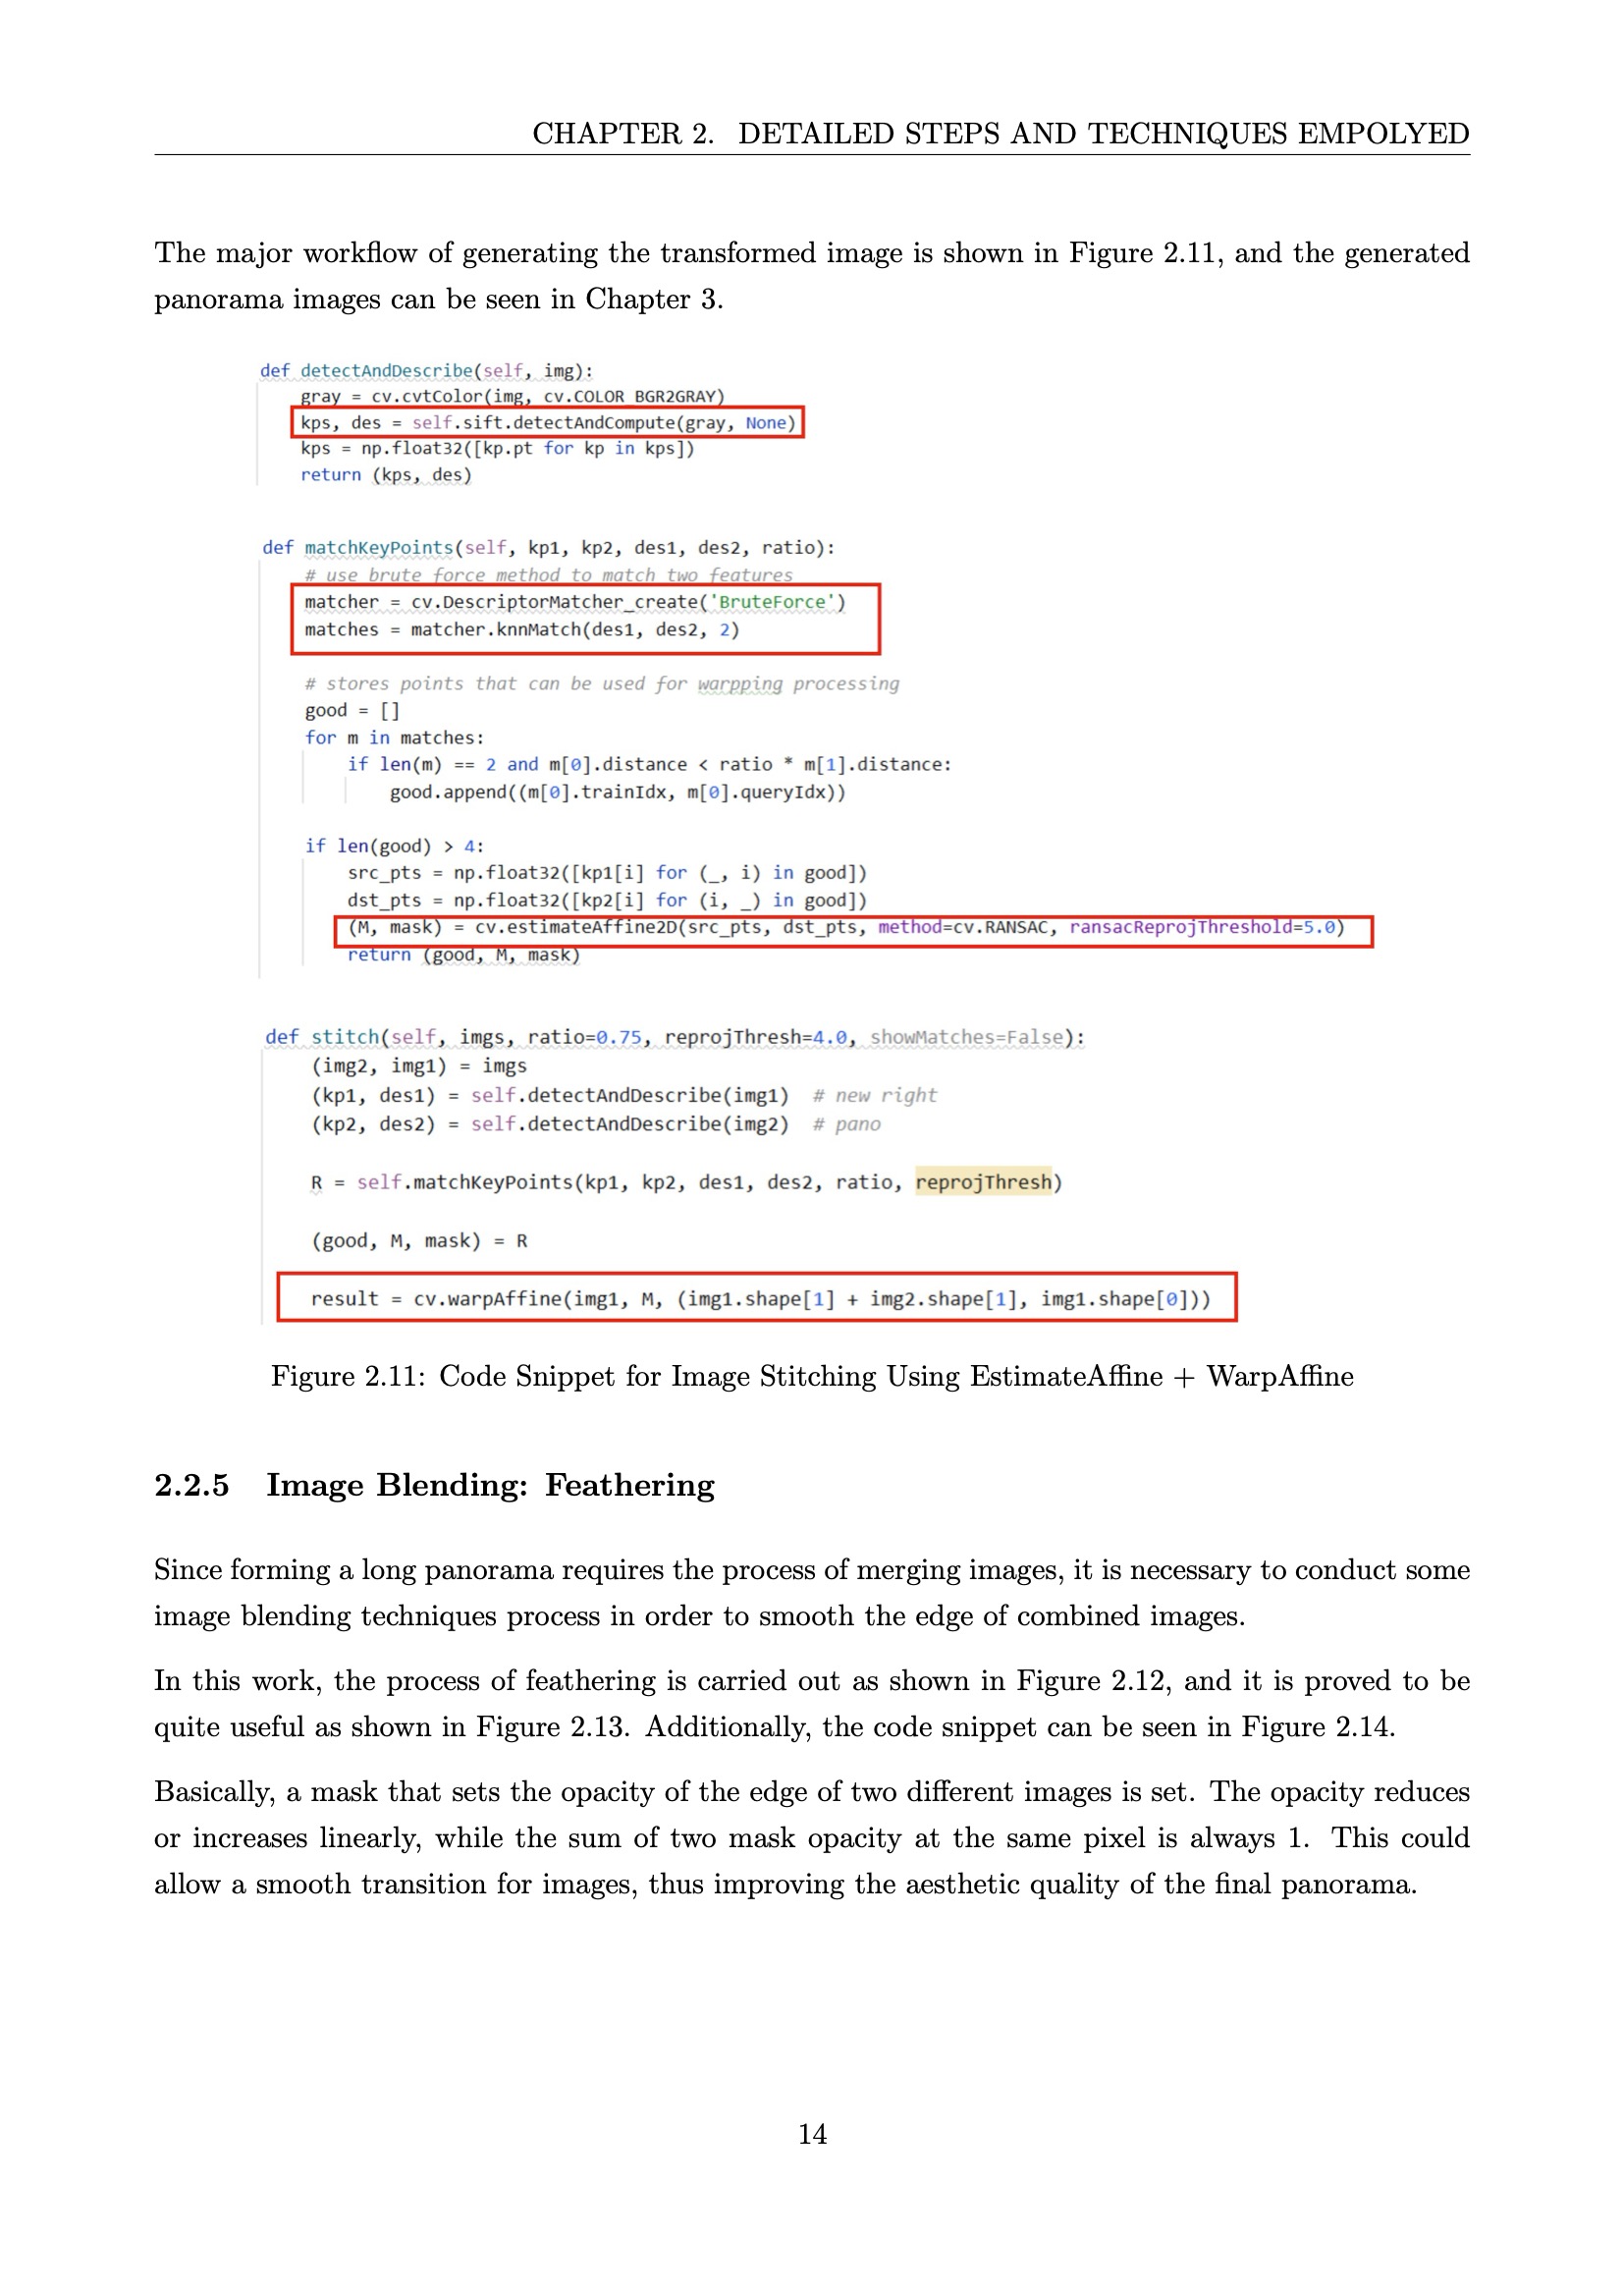 CHAPTER 2. DETAILED STEPS AND TECHNIQUES EMPOLYED
The major workflow of generating the transformed image is shown in Figure 2.11, and the generated
panorama images can be seen in Chapter 3.
def detectAndDescribe(self, img):
    gray = cv.cvtColor(img, cv.COLOR_BGR2GRAY)
    kps, des = self.sift.detectAndCompute(gray, None)
    kps = np.float32([kp.pt for kp in kps])
    return (kps, des)
def matchKeyPoints(self, kp1, kp2, des1, des2, ratio):
    # use brute force method to match two features
    matcher = cv.DescriptorMatcher_create('BruteForce')
    matches = matcher.knnMatch(des1, des2, 2)
    # stores points that can be used for warpping processing
    good = []
    for m in matches:
        if len(m) == 2 and m[0].distance < ratio * m[1].distance:
            good.append((m[0].trainIdx, m[0].queryIdx))
    if len(good) > 4:
        src_pts = np.float32([kp1[i] for (_, i) in good])
        dst_pts = np.float32([kp2[i] for (i, _) in good])
        (M, mask) = cv.estimateAffine2D(src_pts, dst_pts, method=cv.RANSAC, ransacReprojThreshold=5.0)
        return (good, M, mask)
def stitch(self, imgs, ratio=0.75, reprojThresh=4.0, showMatches=False):
    (img2, img1) = imgs
    (kp1, des1) = self.detectAndDescribe(img1)  # new right
    (kp2, des2) = self.detectAndDescribe(img2)  # pano
    R = self.matchKeyPoints(kp1, kp2, des1, des2, ratio, reprojThresh)
    (good, M, mask) = R
    result = cv.warpAffine(img1, M, (img1.shape[1] + img2.shape[1], img1.shape[0]))
Figure 2.11: Code Snippet for Image Stitching Using EstimateAffine + WarpAffine
2.2.5 Image Blending: Feathering
Since forming a long panorama requires the process of merging images, it is necessary to conduct some
image blending techniques process in order to smooth the edge of combined images.
In this work, the process of feathering is carried out as shown in Figure 2.12, and it is proved to be
quite useful as shown in Figure 2.13. Additionally, the code snippet can be seen in Figure 2.14.
Basically, a mask that sets the opacity of the edge of two different images is set. The opacity reduces
or increases linearly, while the sum of two mask opacity at the same pixel is always 1. This could
allow a smooth transition for images, thus improving the aesthetic quality of the final panorama.
14